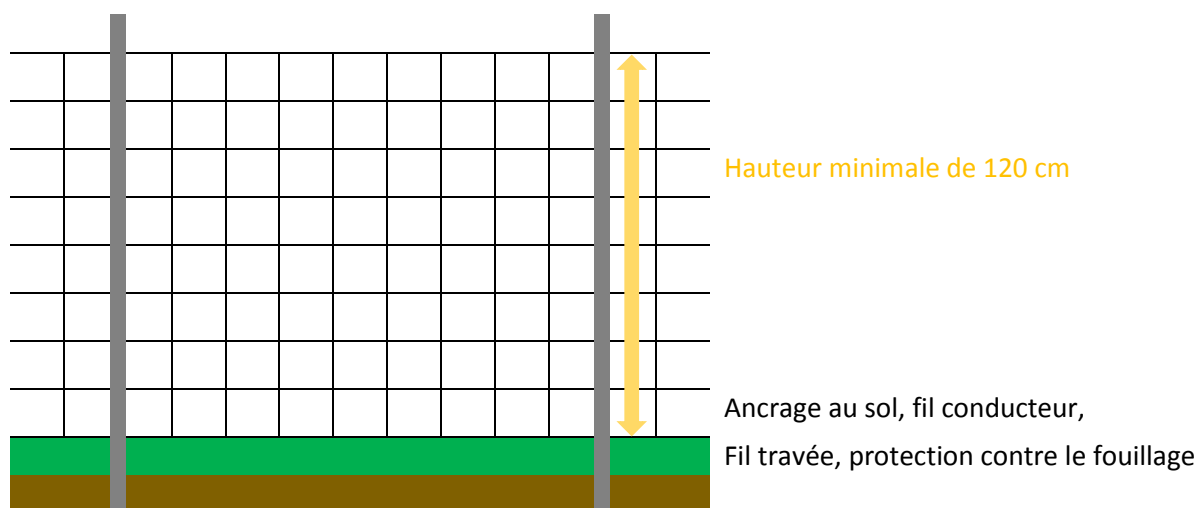 Hauteur minimale de 120 cm
Ancrage au sol, fil conducteur,
Fil travée, protection contre le fouillage